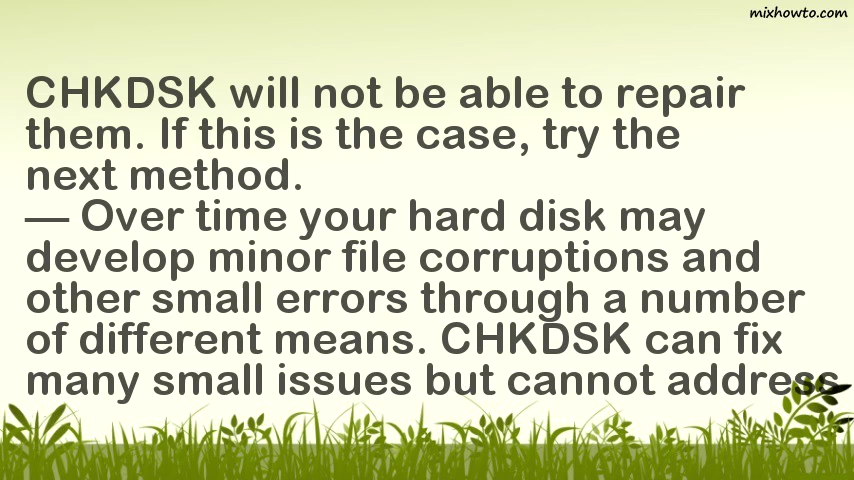 mixhowto.com
CHKDSK will not be able to repair
them. If this is the case, try the
next method.
— Over time your hard disk may
develop minor file corruptions and
other small errors through a number
of different means. CHKDSK can fix
many small issues but cannot address